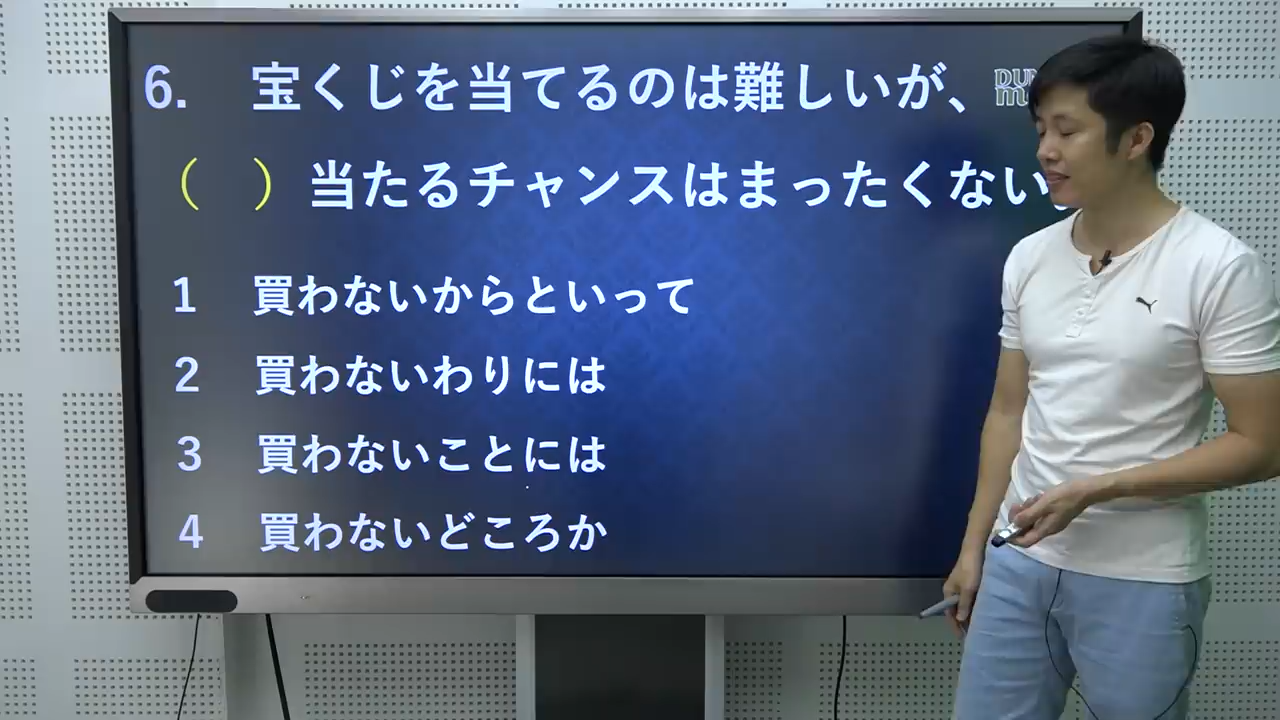 6. 宝くじを当てるのは難しいが、
( ) 当たるチャンスはまったくない
1 買わないからといって
2 買わないわりには
3 買わないことには
4 買わないどころか